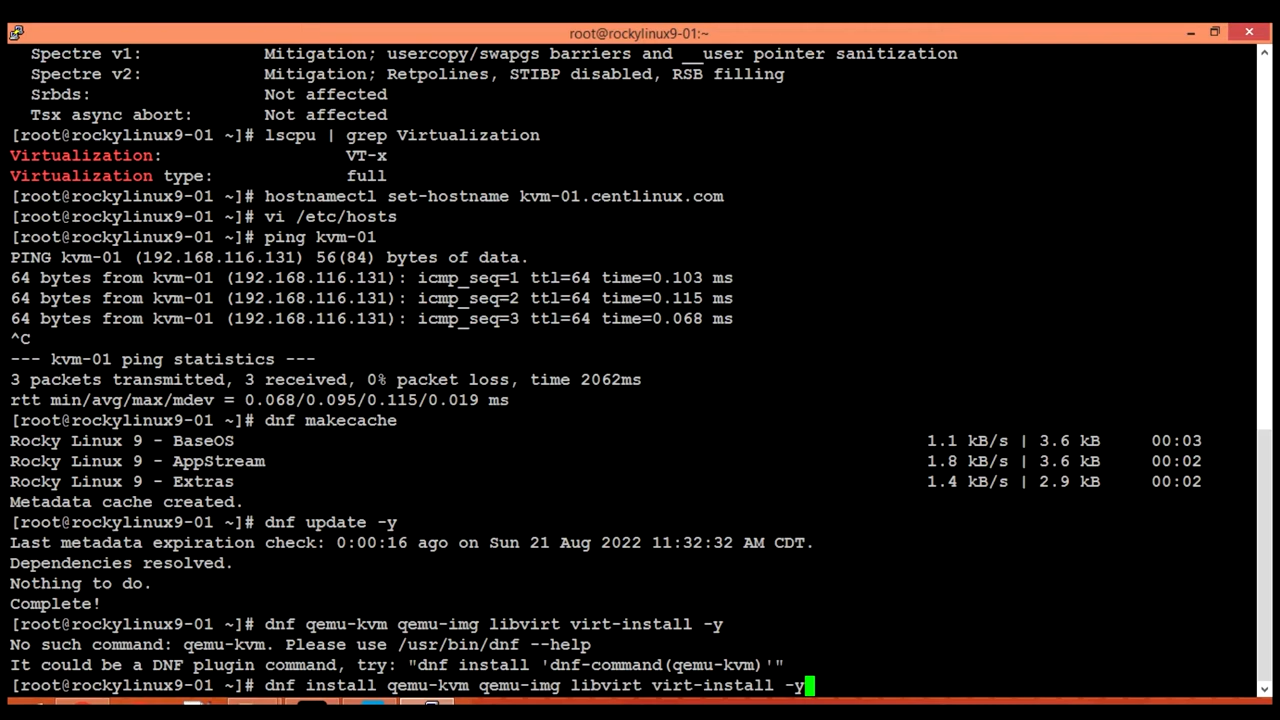 root@rockylinux9-01:~
Spectre v1: Mitigation; usercopy/swapgs barriers and __user pointer sanitization
Spectre v2: Mitigation; Retpolines, STIBP disabled, RSB filling
Srbds: Not affected
Tsx async abort: Not affected
[root@rockylinux9-01 ~]# lscpu | grep Virtualization
Virtualization: VT-x
Virtualization type: full
[root@rockylinux9-01 ~]# hostnamectl set-hostname kvm-01.centlinux.com
[root@rockylinux9-01 ~]# vi /etc/hosts
[root@rockylinux9-01 ~]# ping kvm-01
PING kvm-01 (192.168.116.131) 56(84) bytes of data.
64 bytes from kvm-01 (192.168.116.131): icmp_seq=1 ttl=64 time=0.103 ms
64 bytes from kvm-01 (192.168.116.131): icmp_seq=2 ttl=64 time=0.115 ms
64 bytes from kvm-01 (192.168.116.131): icmp_seq=3 ttl=64 time=0.068 ms
^C
--- kvm-01 ping statistics ---
3 packets transmitted, 3 received, 0% packet loss, time 2062ms
rtt min/avg/max/mdev = 0.068/0.095/0.115/0.019 ms
[root@rockylinux9-01 ~]# dnf makecache
Rocky Linux 9 - BaseOS 1.1 kB/s | 3.6 kB 00:03
Rocky Linux 9 - AppStream 1.8 kB/s | 3.6 kB 00:02
Rocky Linux 9 - Extras 1.4 kB/s | 2.9 kB 00:02
Metadata cache created.
[root@rockylinux9-01 ~]# dnf update -y
Last metadata expiration check: 0:00:16 ago on Sun 21 Aug 2022 11:32:32 AM CDT.
Dependencies resolved.
Nothing to do.
Complete!
[root@rockylinux9-01 ~]# dnf qemu-kvm qemu-img libvirt virt-install -y
No such command: qemu-kvm. Please use /usr/bin/dnf --help
It could be a DNF plugin command, try: "dnf install 'dnf-command(qemu-kvm)'"
[root@rockylinux9-01 ~]# dnf install qemu-kvm qemu-img libvirt virt-install -y